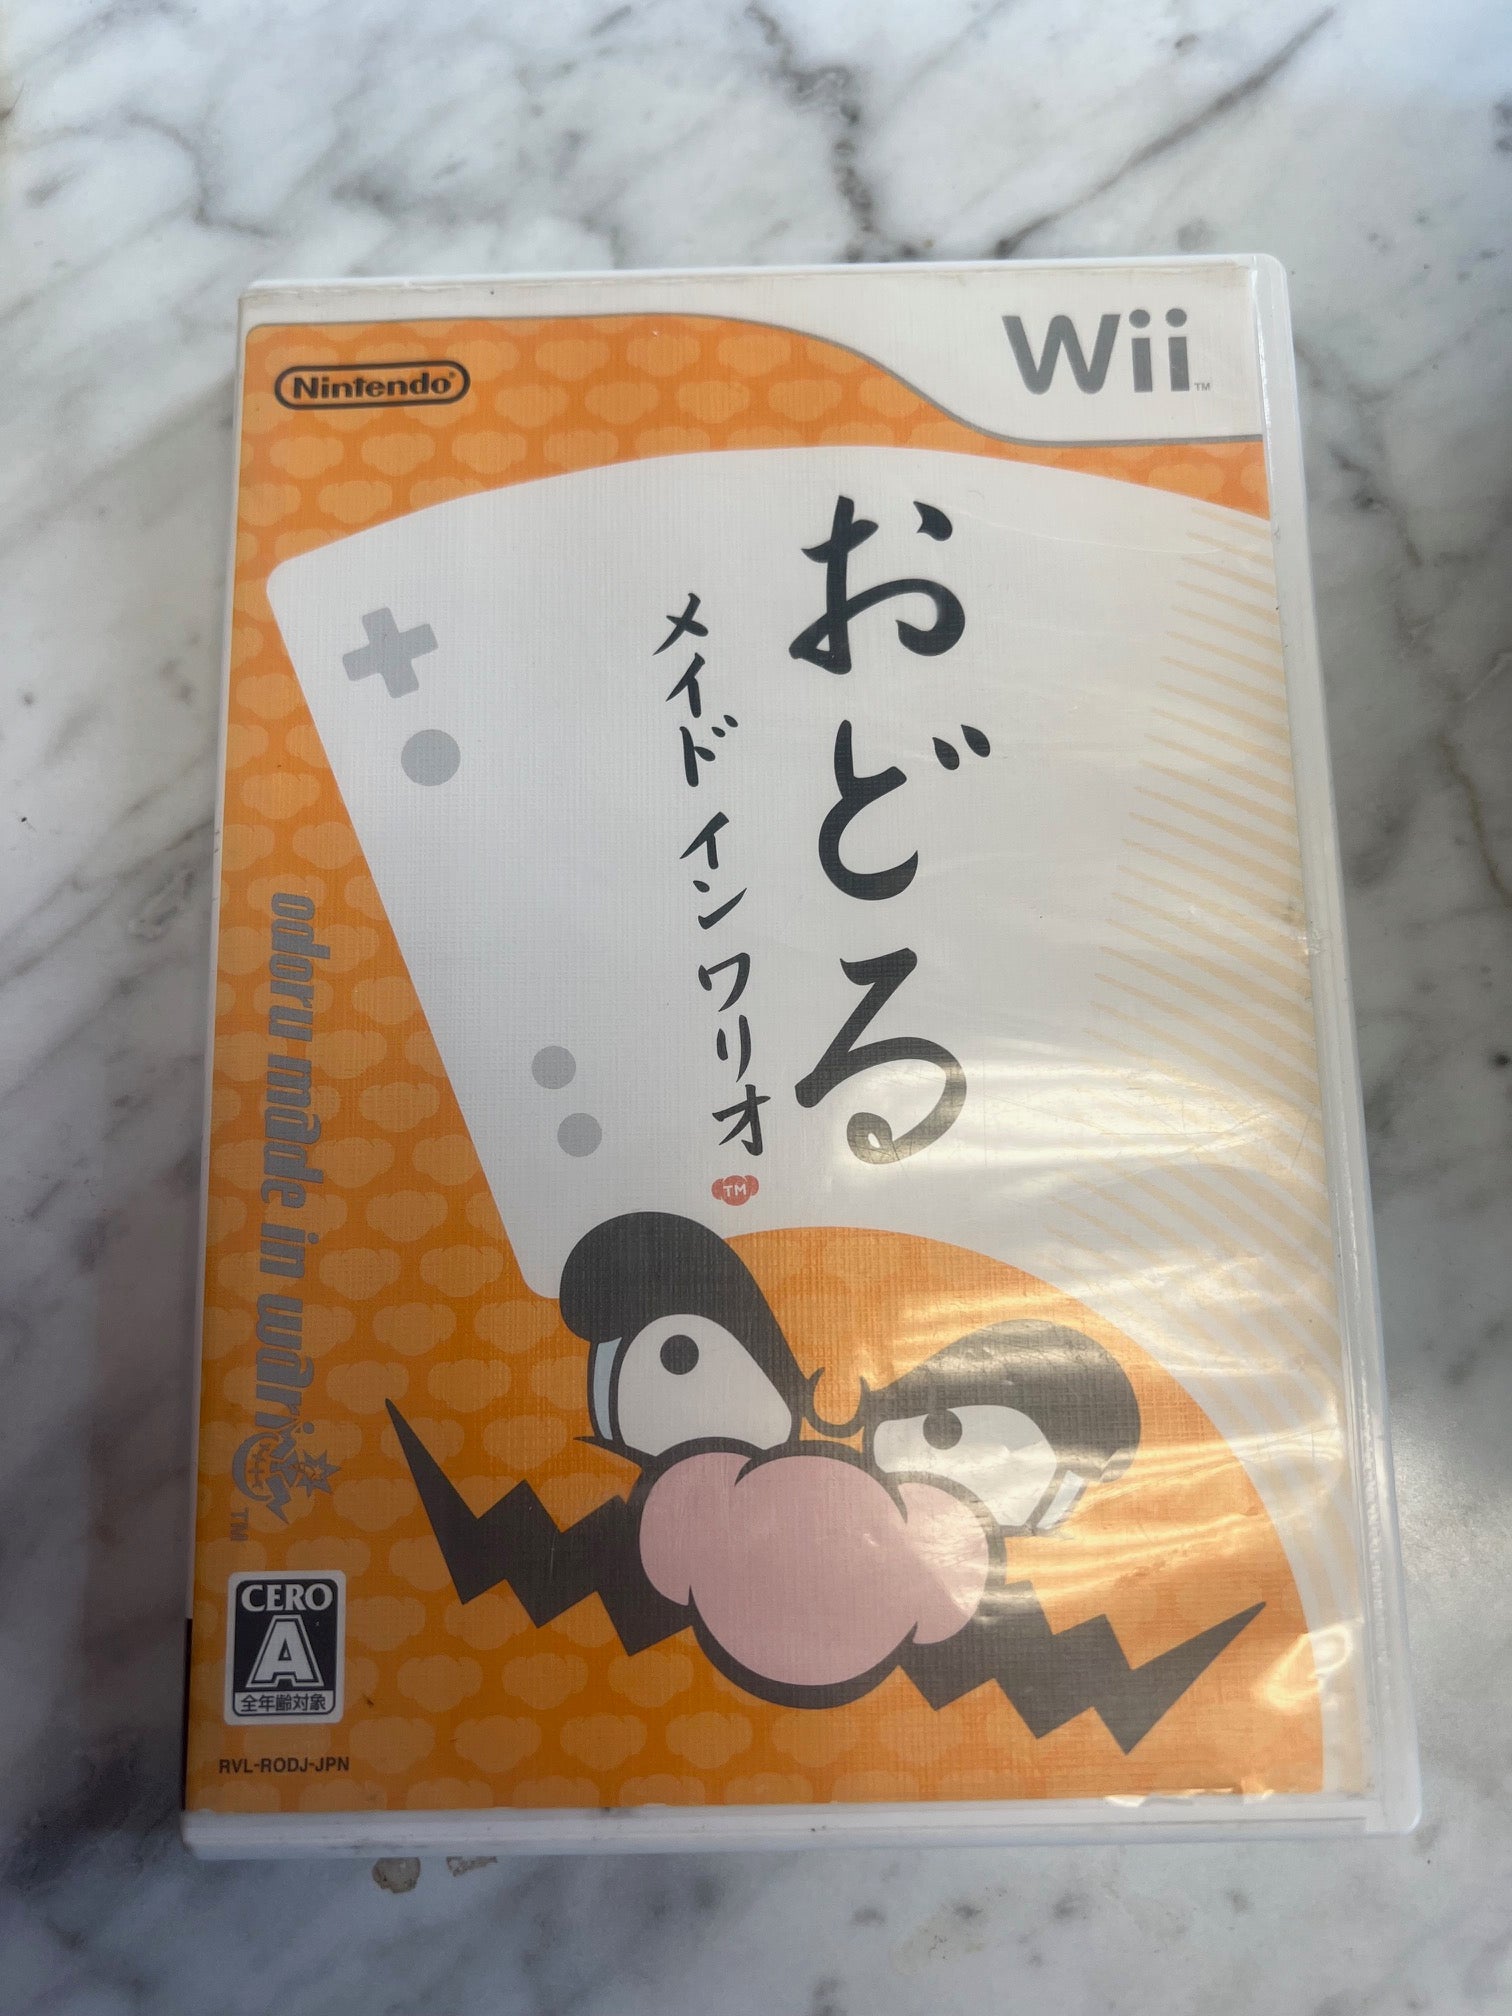 Nintendo®
Wii™
おどる
メイド イン ワリオ
TM
odoru made in wario
TM
CERO
A
全年齢対象
RVL-RODJ-JPN